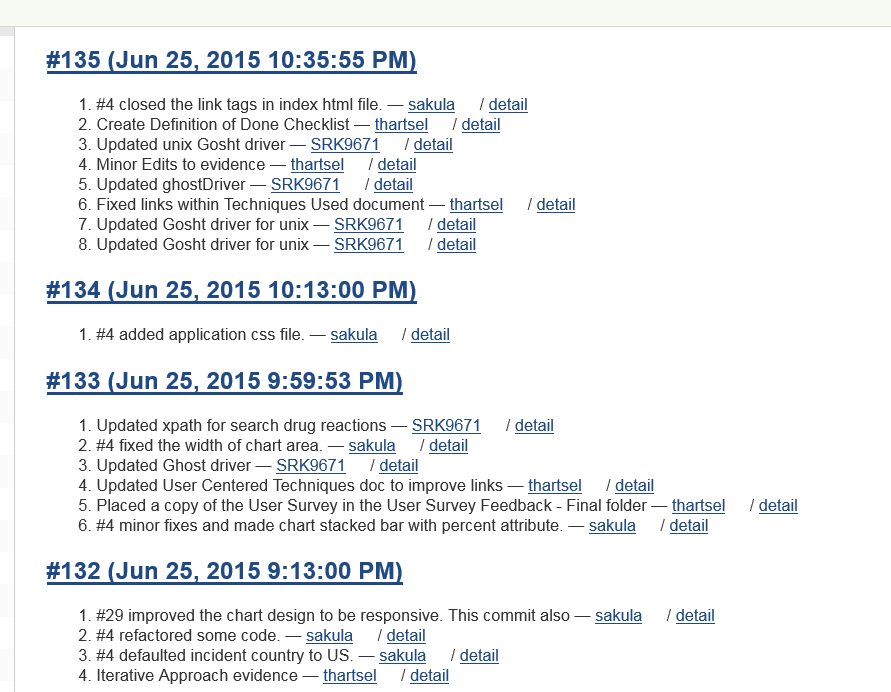 #135 (Jun 25, 2015 10:35:55 PM)
1. #4 closed the link tags in index html file. — sakula / detail
2. Create Definition of Done Checklist — thartsel / detail
3. Updated unix Gosht driver — SRK9671 / detail
4. Minor Edits to evidence — thartsel / detail
5. Updated ghostDriver — SRK9671 / detail
6. Fixed links within Techniques Used document — thartsel / detail
7. Updated Gosht driver for unix — SRK9671 / detail
8. Updated Gosht driver for unix — SRK9671 / detail
#134 (Jun 25, 2015 10:13:00 PM)
1. #4 added application css file. — sakula / detail
#133 (Jun 25, 2015 9:59:53 PM)
1. Updated xpath for search drug reactions — SRK9671 / detail
2. #4 fixed the width of chart area. — sakula / detail
3. Updated Ghost driver — SRK9671 / detail
4. Updated User Centered Techniques doc to improve links — thartsel / detail
5. Placed a copy of the User Survey in the User Survey Feedback - Final folder — thartsel / detail
6. #4 minor fixes and made chart stacked bar with percent attribute. — sakula / detail
#132 (Jun 25, 2015 9:13:00 PM)
1. #29 improved the chart design to be responsive. This commit also — sakula / detail
2. #4 refactored some code. — sakula / detail
3. #4 defaulted incident country to US. — sakula / detail
4. Iterative Approach evidence — thartsel / detail